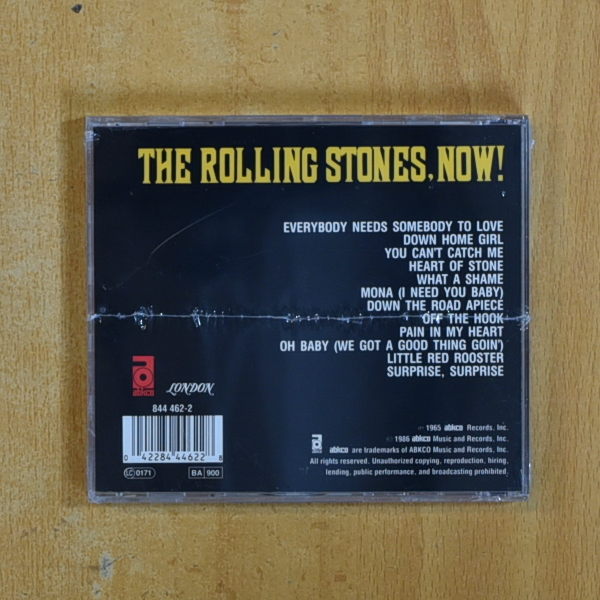 THE ROLLING STONES, NOW!
EVERYBODY NEEDS SOMEBODY TO LOVE
DOWN HOME GIRL
YOU CAN'T CATCH ME
HEART OF STONE
WHAT A SHAME
MONA (I NEED YOU BABY)
DOWN THE ROAD APIECE
OFF THE HOOK
PAIN IN MY HEART
OH BABY (WE GOT A GOOD THING GOIN')
LITTLE RED ROOSTER
SURPRISE, SURPRISE
abkco
LONDON
844 462-2
0 42284 44622 8
LC 0171
BA 900
℗ 1965 abkco Records, Inc.
© 1986 abkco Music and Records, Inc.
abkco
abkco are trademarks of ABKCO Music and Records, Inc.
All rights reserved. Unauthorized copying, reproduction, hiring,
lending, public performance, and broadcasting prohibited.